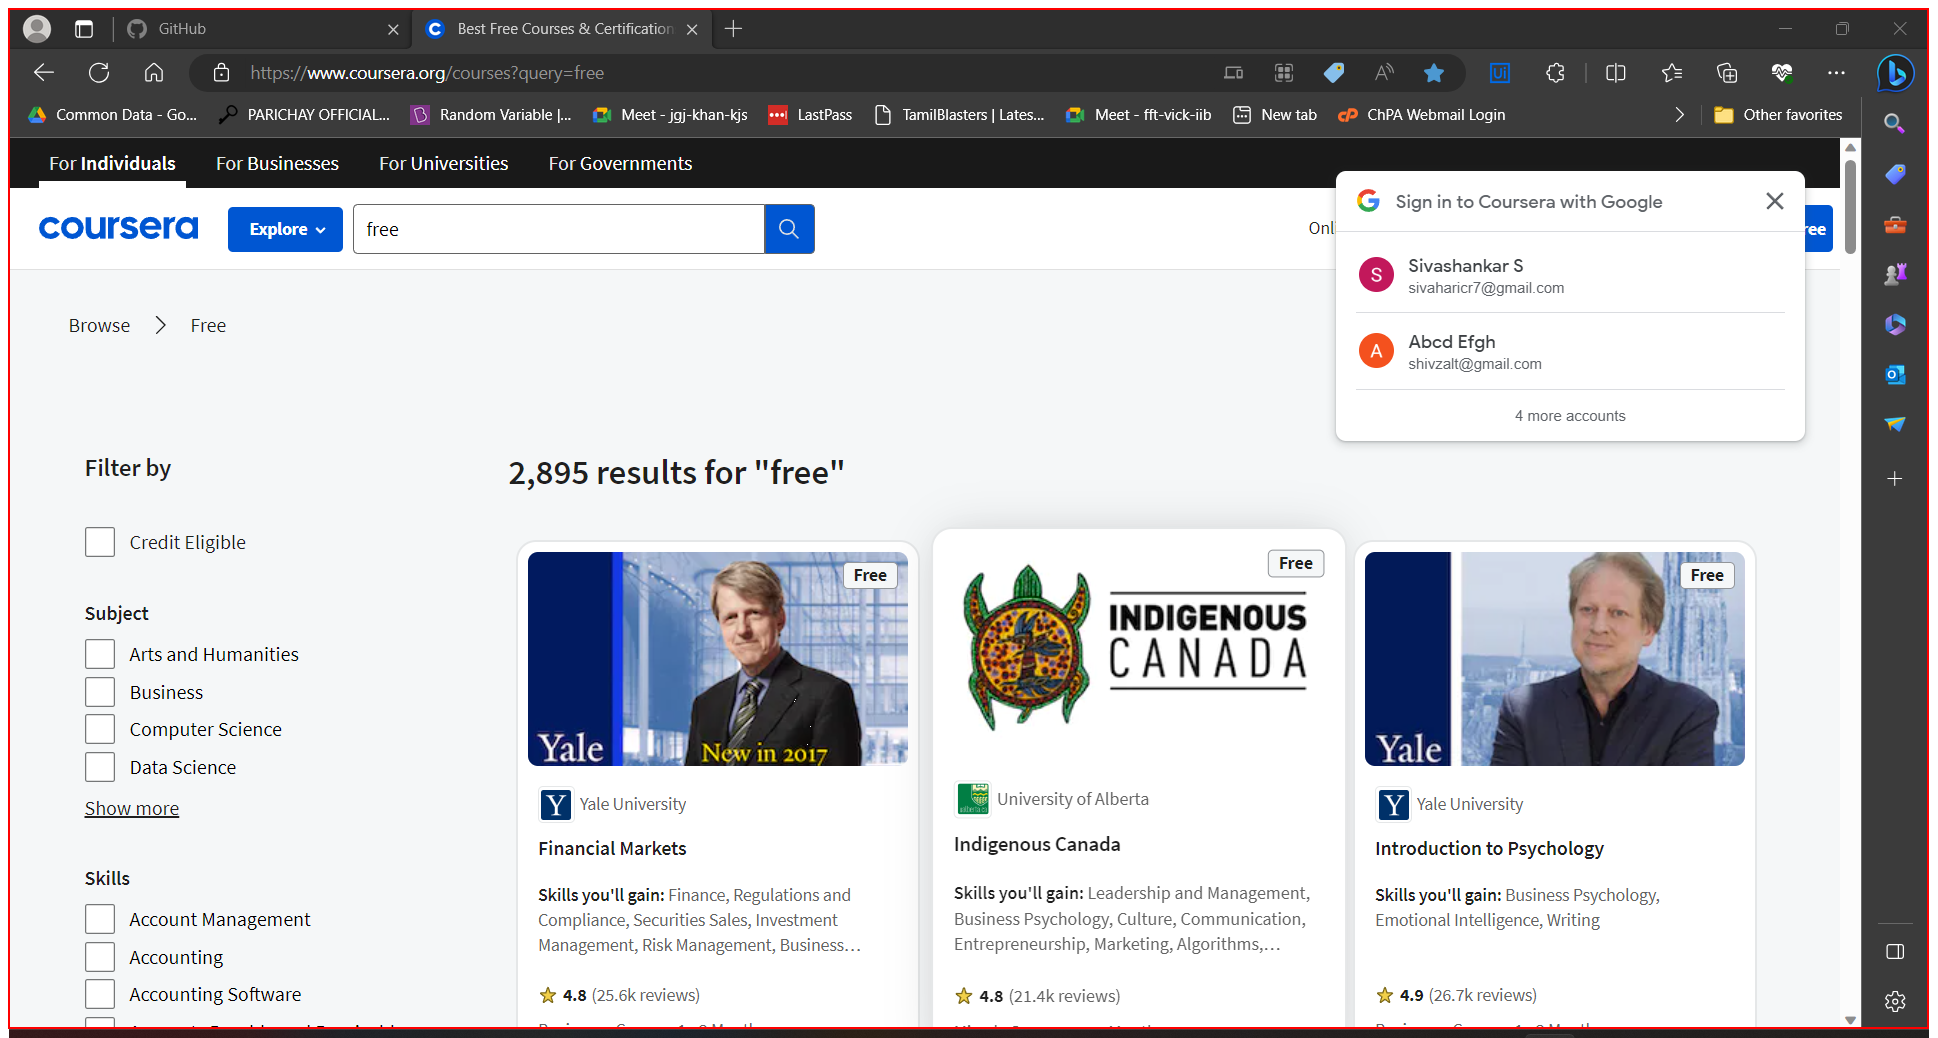 GitHub
Best Free Courses & Certification
https://www.coursera.org/courses?query=free
Common Data - Go...
PARICHAY OFFICIAL...
Random Variable |...
Meet - jgj-khan-kjs
LastPass
TamilBlasters | Lates...
Meet - fft-vick-iib
New tab
ChPA Webmail Login
Other favorites
For Individuals
For Businesses
For Universities
For Governments
coursera
Explore
free
Onli
ree
Sign in to Coursera with Google
S
Sivashankar S
sivaharicr7@gmail.com
A
Abcd Efgh
shivzalt@gmail.com
4 more accounts
Browse
Free
Filter by
Credit Eligible
Subject
Arts and Humanities
Business
Computer Science
Data Science
Show more
Skills
Account Management
Accounting
Accounting Software
2,895 results for "free"
Free
Yale
New in 2017
Yale University
Financial Markets
Skills you'll gain: Finance, Regulations and
Compliance, Securities Sales, Investment
Management, Risk Management, Business…
4.8 (25.6k reviews)
Free
INDIGENOUS
CANADA
University of Alberta
Indigenous Canada
Skills you'll gain: Leadership and Management,
Business Psychology, Culture, Communication,
Entrepreneurship, Marketing, Algorithms,…
4.8 (21.4k reviews)
Free
Yale
Yale University
Introduction to Psychology
Skills you'll gain: Business Psychology,
Emotional Intelligence, Writing
4.9 (26.7k reviews)